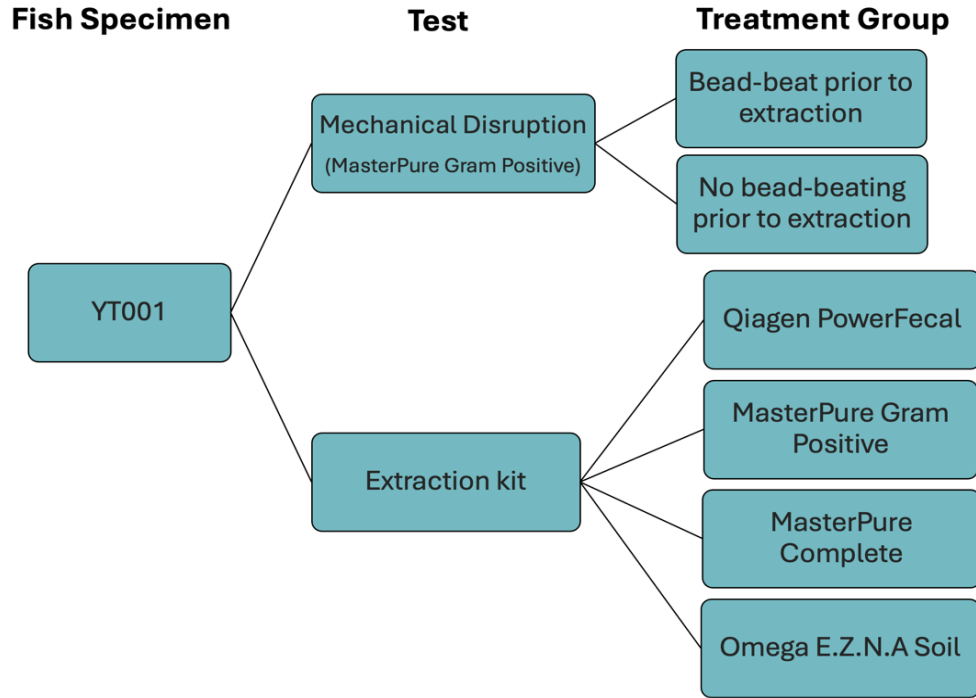 Fish Specimen
Test
Treatment Group
YT001
Mechanical Disruption
(MasterPure Gram Positive)
Bead-beat prior to
extraction
No bead-beating
prior to extraction
Extraction kit
Qiagen PowerFecal
MasterPure Gram
Positive
MasterPure
Complete
Omega E.Z.N.A Soil